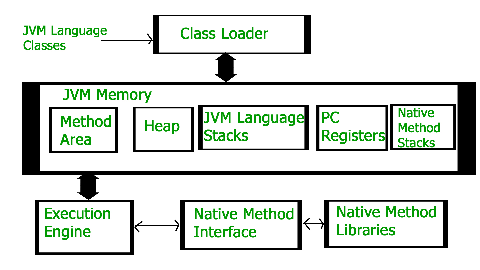 JVM Language
Classes
Class Loader
JVM Memory
Method
Area
Heap
JVM Language
Stacks
PC
Registers
Native
Method
Stacks
Execution
Engine
Native Method
Interface
Native Method
Libraries